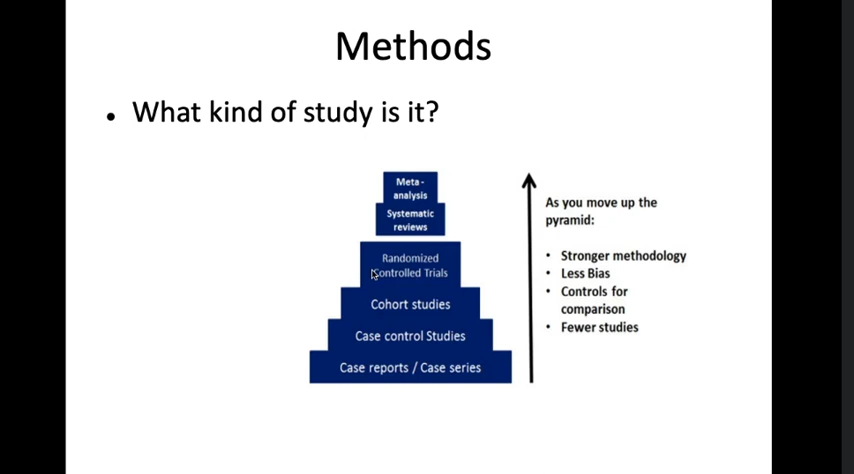 Methods
• What kind of study is it?
Meta-
analysis
Systematic
reviews
Randomized
Controlled Trials
Cohort studies
Case control Studies
Case reports / Case series
As you move up the
pyramid:
• Stronger methodology
• Less Bias
• Controls for
comparison
• Fewer studies